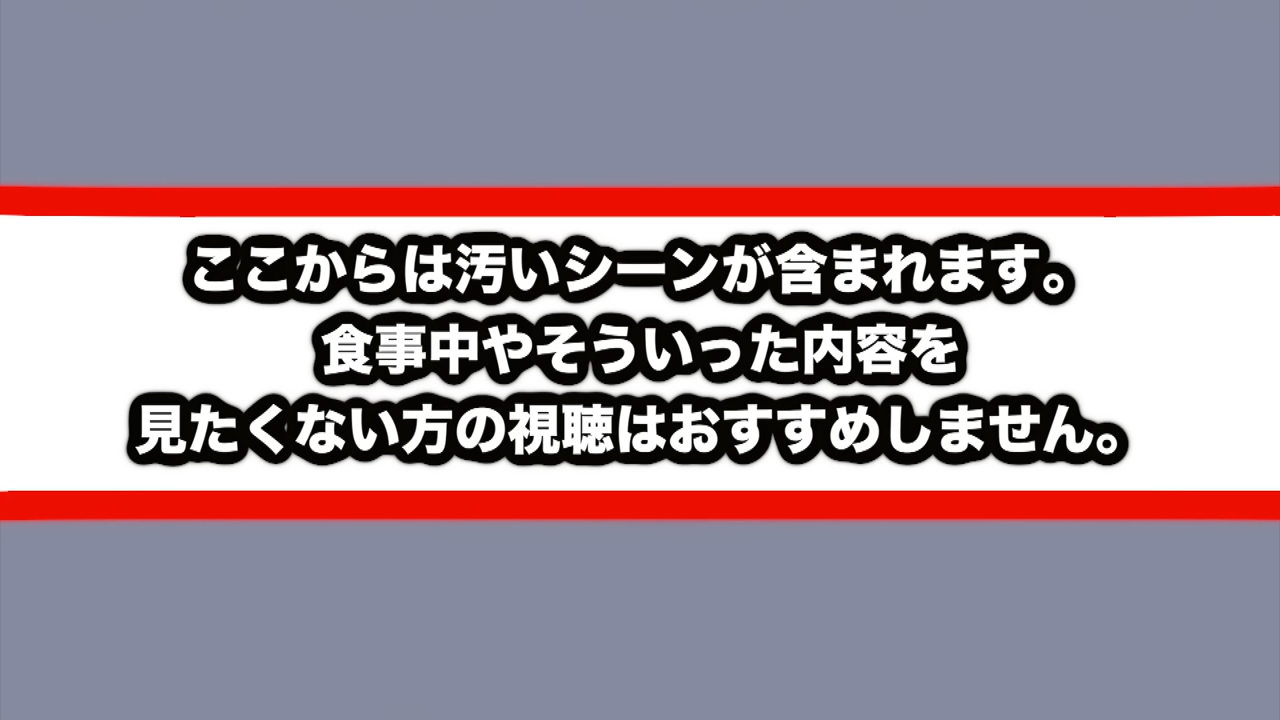 ここからは汚いシーンが含まれます。
食事中やそういった内容を
見たくない方の視聴はおすすめしません。